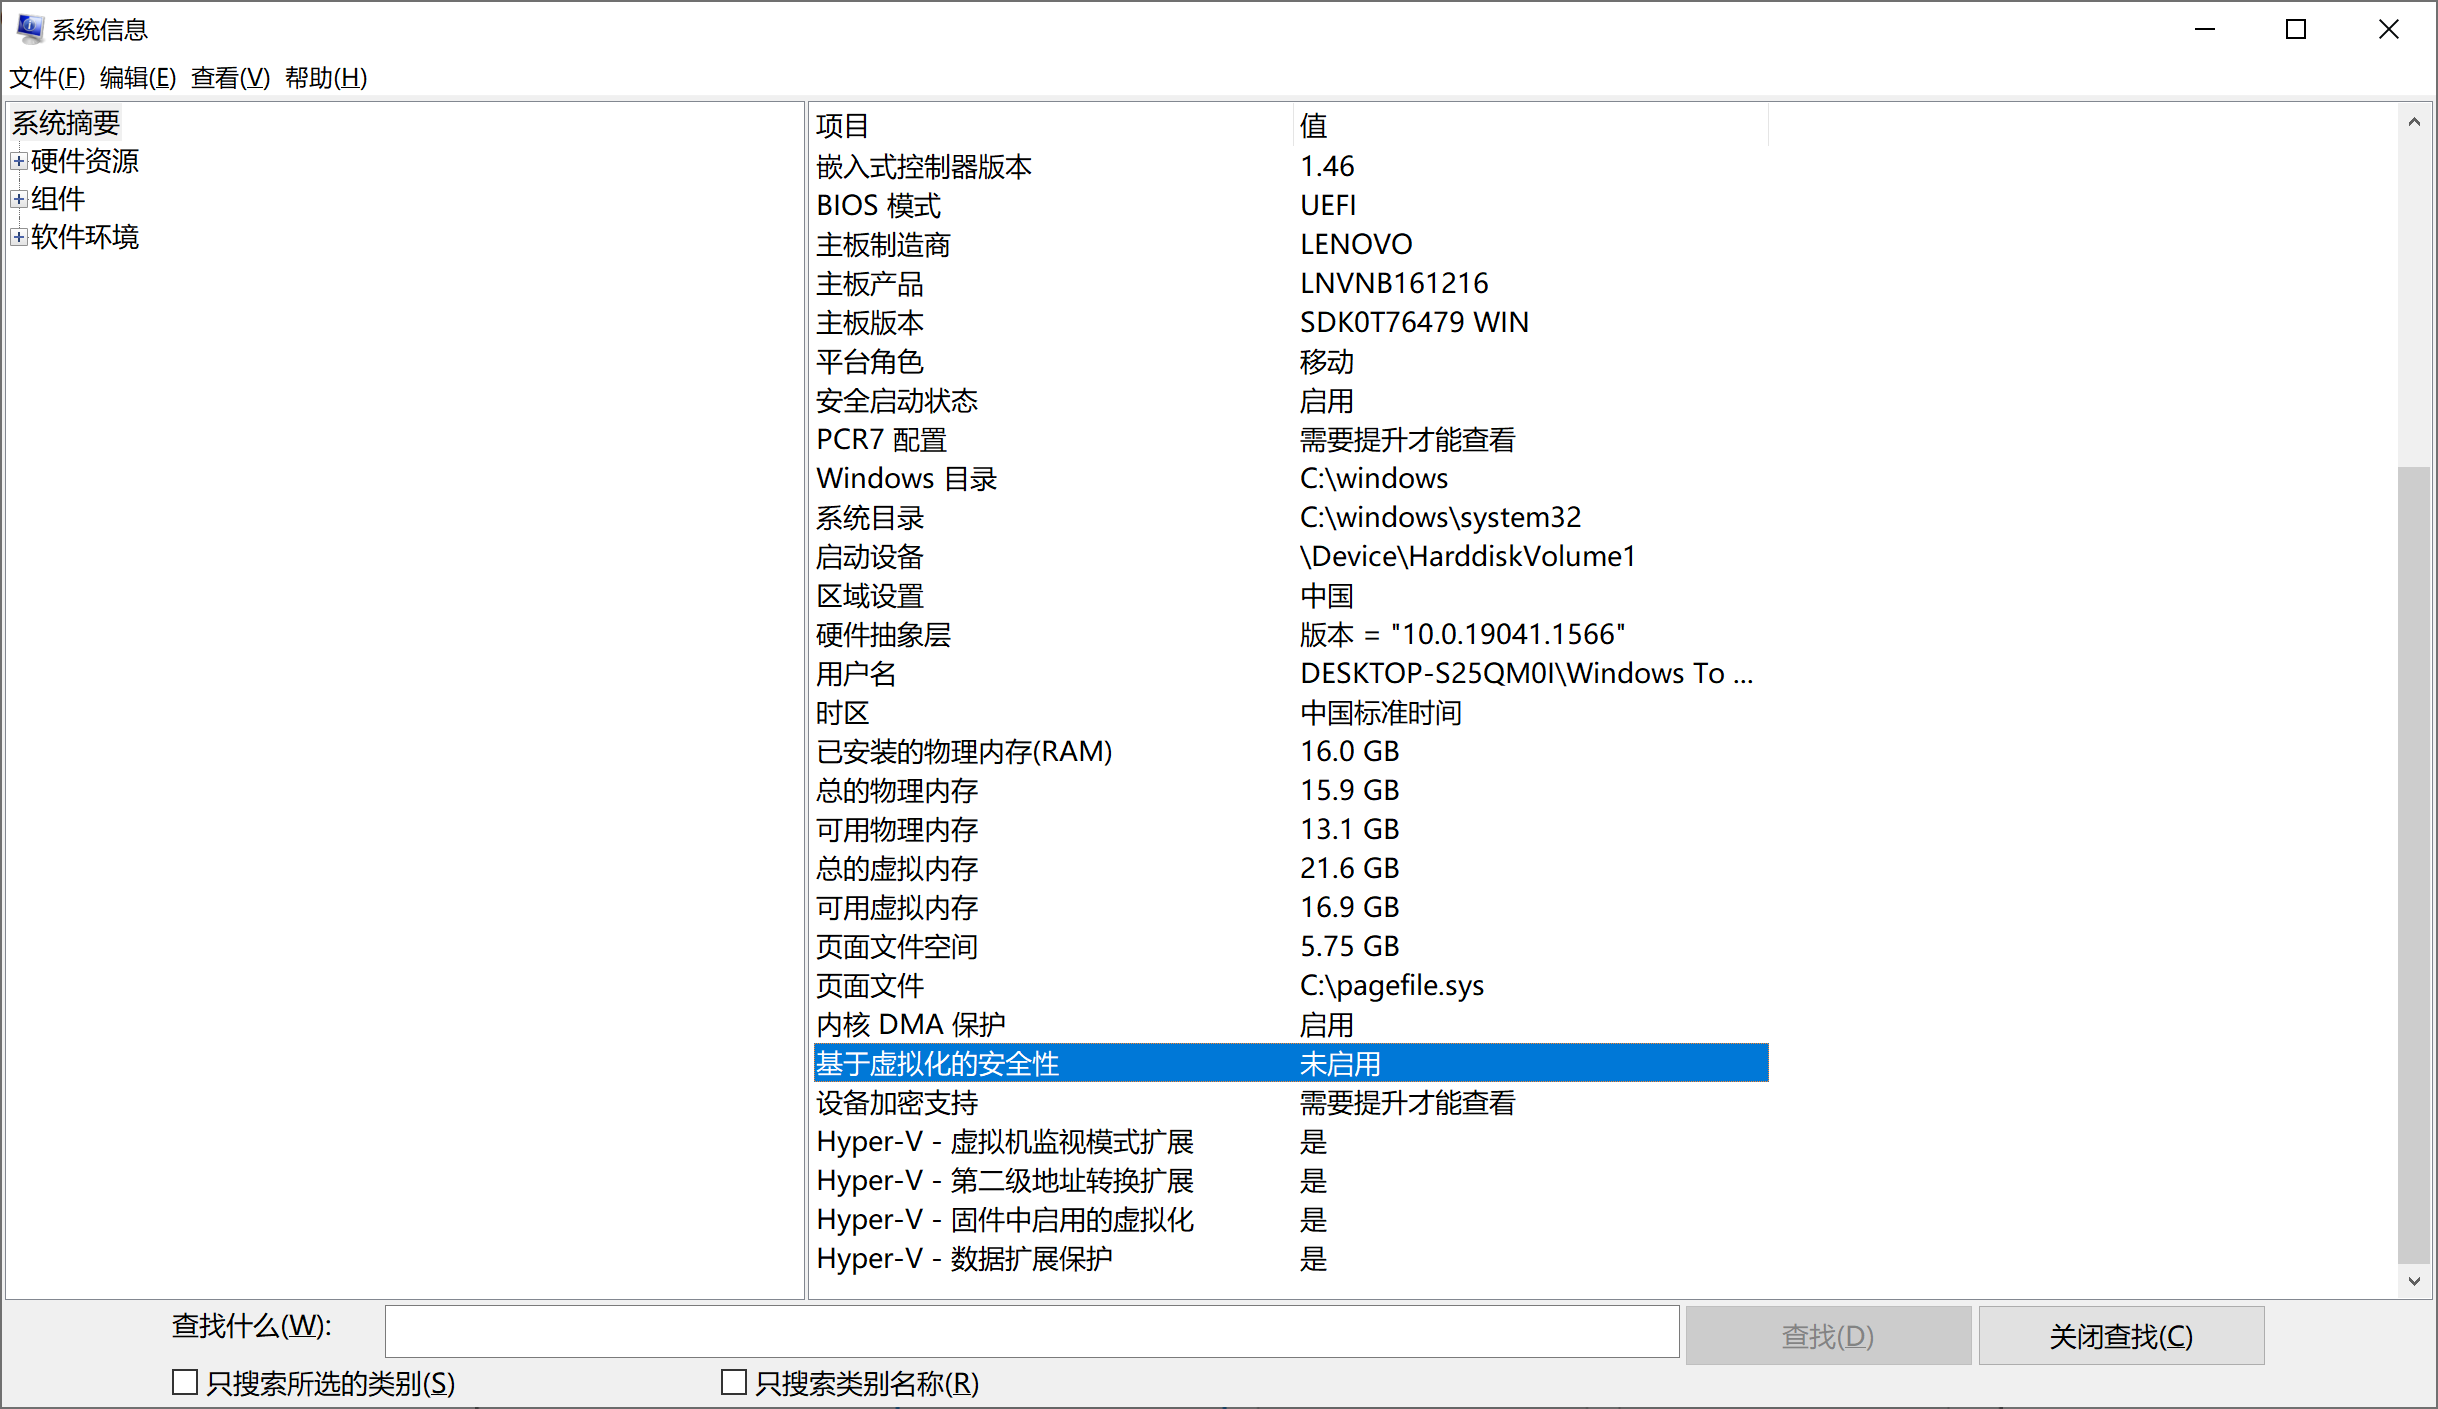 系统信息
文件(F) 编辑(E) 查看(V) 帮助(H)
系统摘要
硬件资源
组件
软件环境
项目 值
嵌入式控制器版本 1.46
BIOS 模式 UEFI
主板制造商 LENOVO
主板产品 LNVNB161216
主板版本 SDK0T76479 WIN
平台角色 移动
安全启动状态 启用
PCR7 配置 需要提升才能查看
Windows 目录 C:\windows
系统目录 C:\windows\system32
启动设备 \Device\HarddiskVolume1
区域设置 中国
硬件抽象层 版本 = "10.0.19041.1566"
用户名 DESKTOP-S25QM0I\Windows To ...
时区 中国标准时间
已安装的物理内存(RAM) 16.0 GB
总的物理内存 15.9 GB
可用物理内存 13.1 GB
总的虚拟内存 21.6 GB
可用虚拟内存 16.9 GB
页面文件空间 5.75 GB
页面文件 C:\pagefile.sys
内核 DMA 保护 启用
基于虚拟化的安全性 未启用
设备加密支持 需要提升才能查看
Hyper-V - 虚拟机监视模式扩展 是
Hyper-V - 第二级地址转换扩展 是
Hyper-V - 固件中启用的虚拟化 是
Hyper-V - 数据扩展保护 是
查找什么(W):
查找(D) 关闭查找(C)
只搜索所选的类别(S) 只搜索类别名称(R)